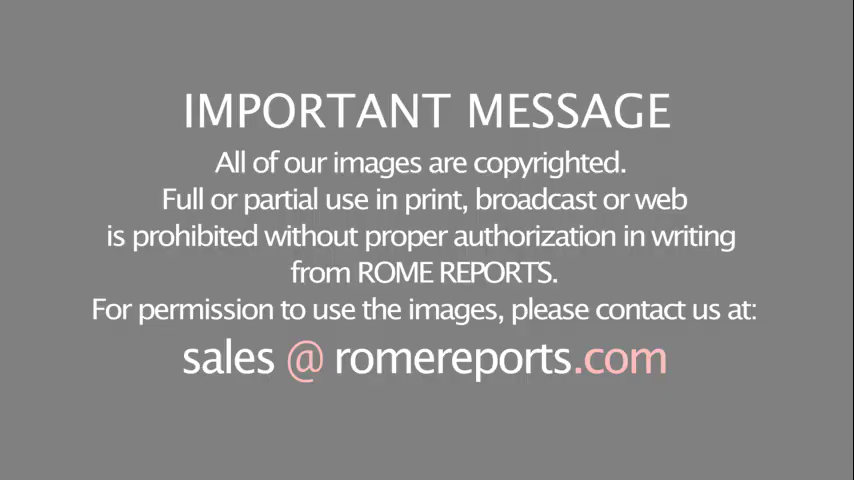 IMPORTANT MESSAGE
All of our images are copyrighted.
Full or partial use in print, broadcast or web
is prohibited without proper authorization in writing
from ROME REPORTS.
For permission to use the images, please contact us at:
sales @ romereports.com